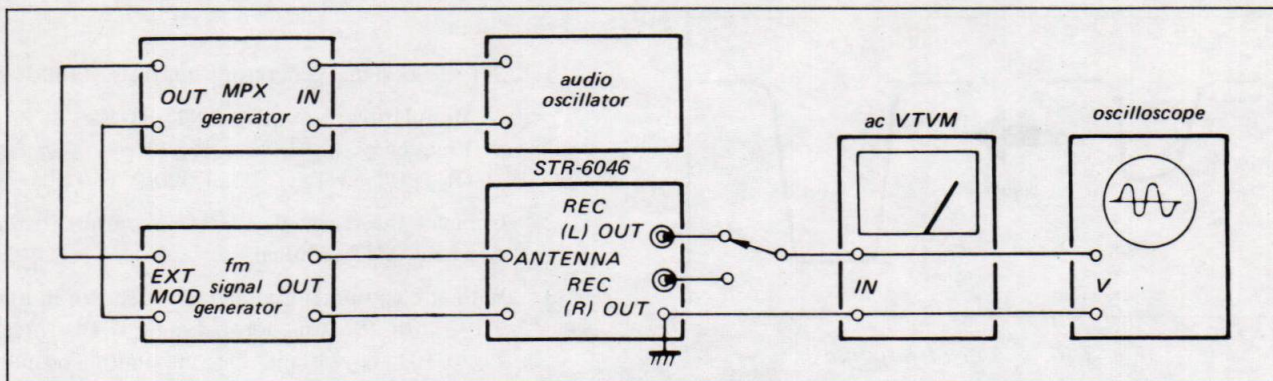 OUT MPX IN
generator
audio
oscillator
STR-6046
ac VTVM
oscilloscope
EXT MOD
fm signal generator
OUT
ANTENNA
REC (L) OUT
REC (R) OUT
IN
V